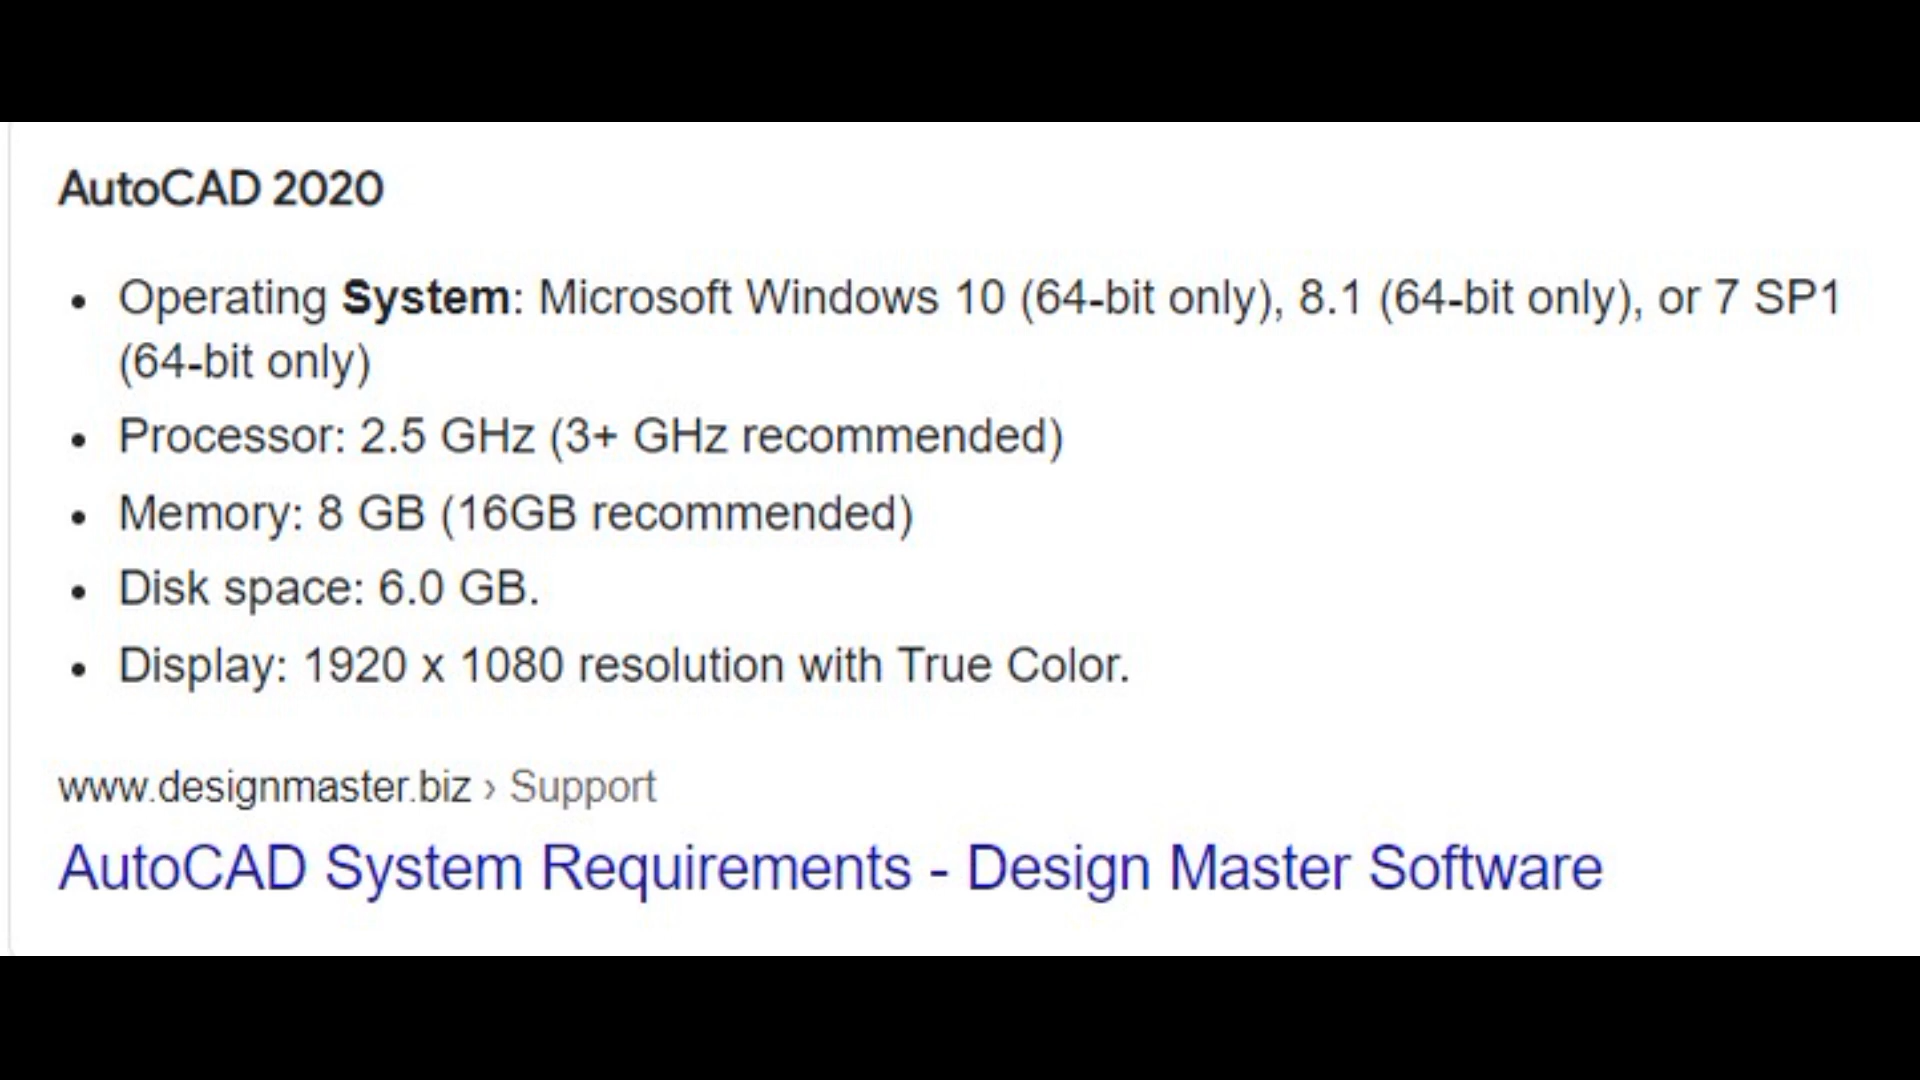 AutoCAD 2020
• Operating System: Microsoft Windows 10 (64-bit only), 8.1 (64-bit only), or 7 SP1
(64-bit only)
• Processor: 2.5 GHz (3+ GHz recommended)
• Memory: 8 GB (16GB recommended)
• Disk space: 6.0 GB.
• Display: 1920 x 1080 resolution with True Color.
www.designmaster.biz › Support
AutoCAD System Requirements - Design Master Software